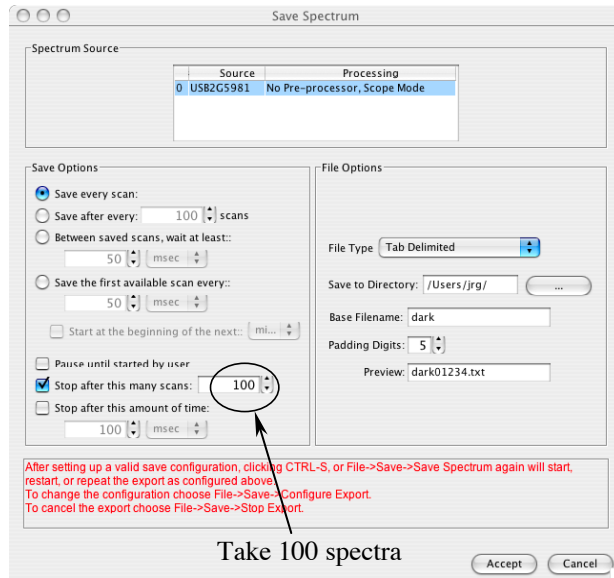 Save Spectrum
Spectrum Source
Source Processing
0 USB2G5981 No Pre-processor, Scope Mode
Save Options
Save every scan:
Save after every: 100 scans
Between saved scans, wait at least::
50 msec
Save the first available scan every::
50 msec
Start at the beginning of the next:: mi...
Pause until started by user
Stop after this many scans: 100
Stop after this amount of time:
100 msec
File Options
File Type Tab Delimited
Save to Directory: /Users/jrg/ ...
Base Filename: dark
Padding Digits: 5
Preview: dark01234.txt
After setting up a valid save configuration, clicking CTRL-S, or File->Save->Save Spectrum again will start,
restart, or repeat the export as configured above.
To change the configuration choose File->Save->Configure Export.
To cancel the export choose File->Save->Stop Export.
Take 100 spectra
Accept Cancel